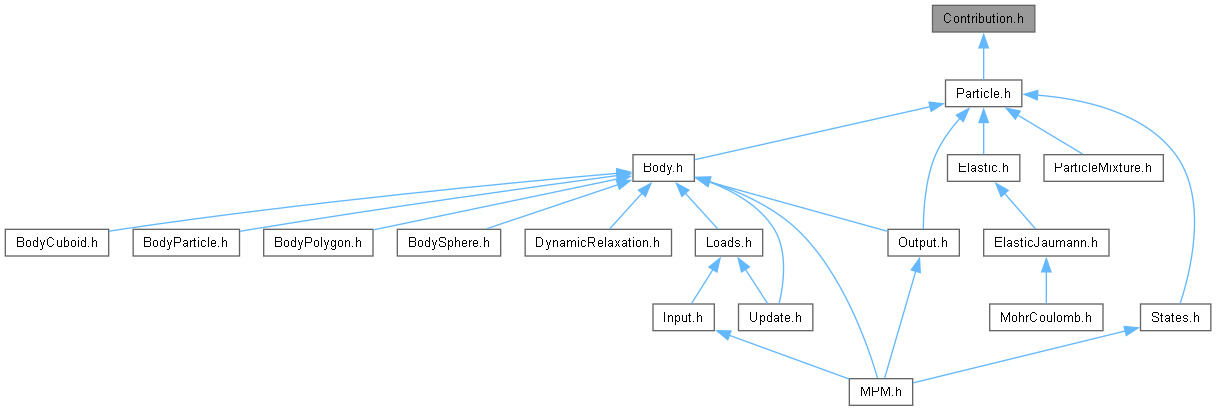 Contribution.h
Particle.h
Body.h
Elastic.h
ParticleMixture.h
BodyCuboid.h
BodyParticle.h
BodyPolygon.h
BodySphere.h
DynamicRelaxation.h
Loads.h
Output.h
ElasticJaumann.h
Input.h
Update.h
MohrCoulomb.h
States.h
MPM.h